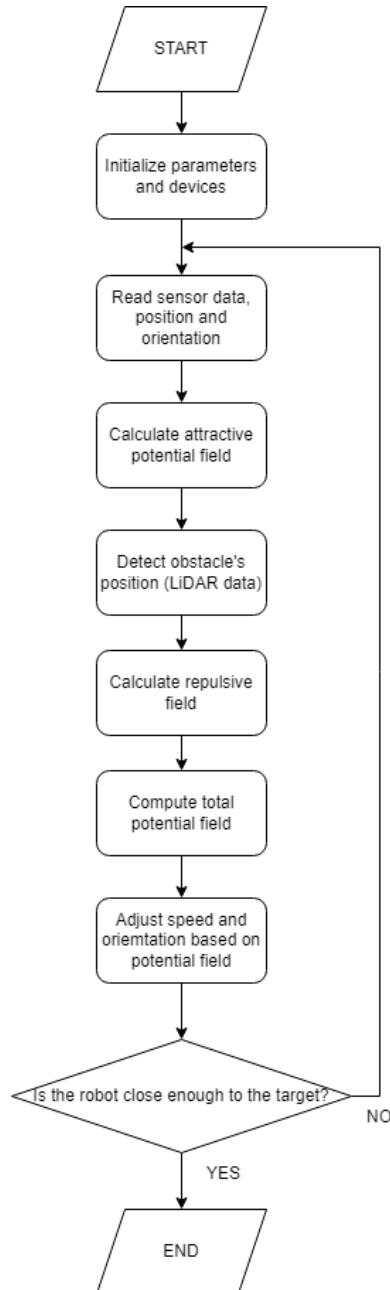 START
Initialize parameters
and devices
Read sensor data,
position and
orientation
Calculate attractive
potential field
Detect obstacle's
position (LiDAR data)
Calculate repulsive
field
Compute total
potential field
Adjust speed and
oriemtation based on
potential field
Is the robot close enough to the target?
NO
YES
END